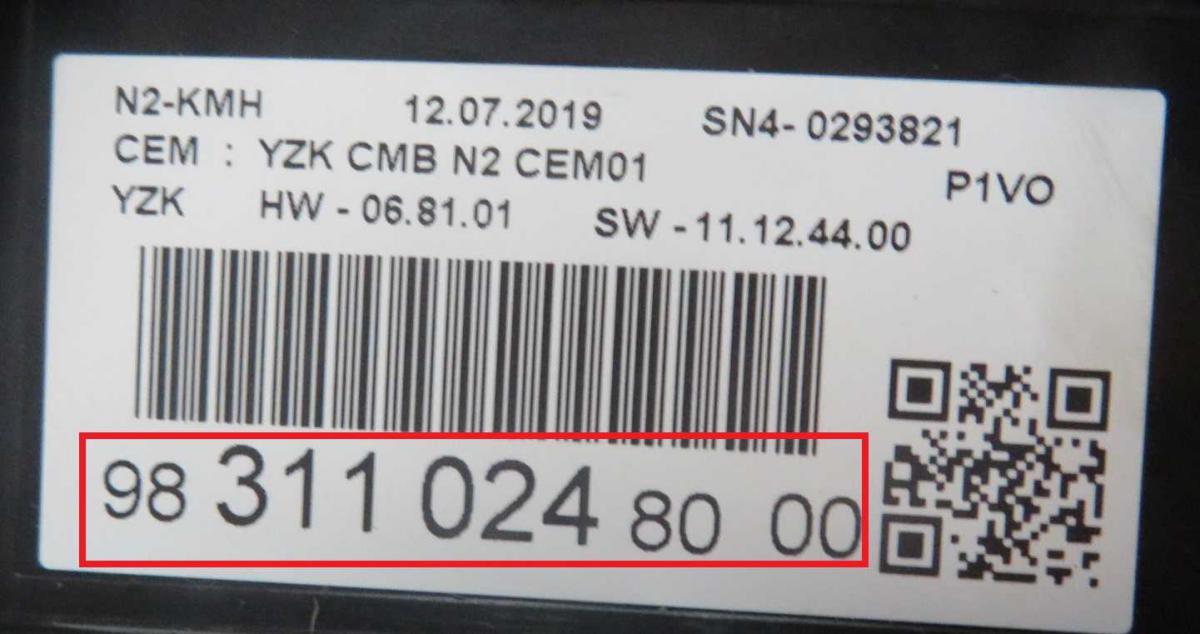 N2-KMH 12.07.2019 SN4- 0293821
CEM : YZK CMB N2 CEM01 P1VO
YZK HW - 06.81.01 SW - 11.12.44.00
98 311 024 80 00